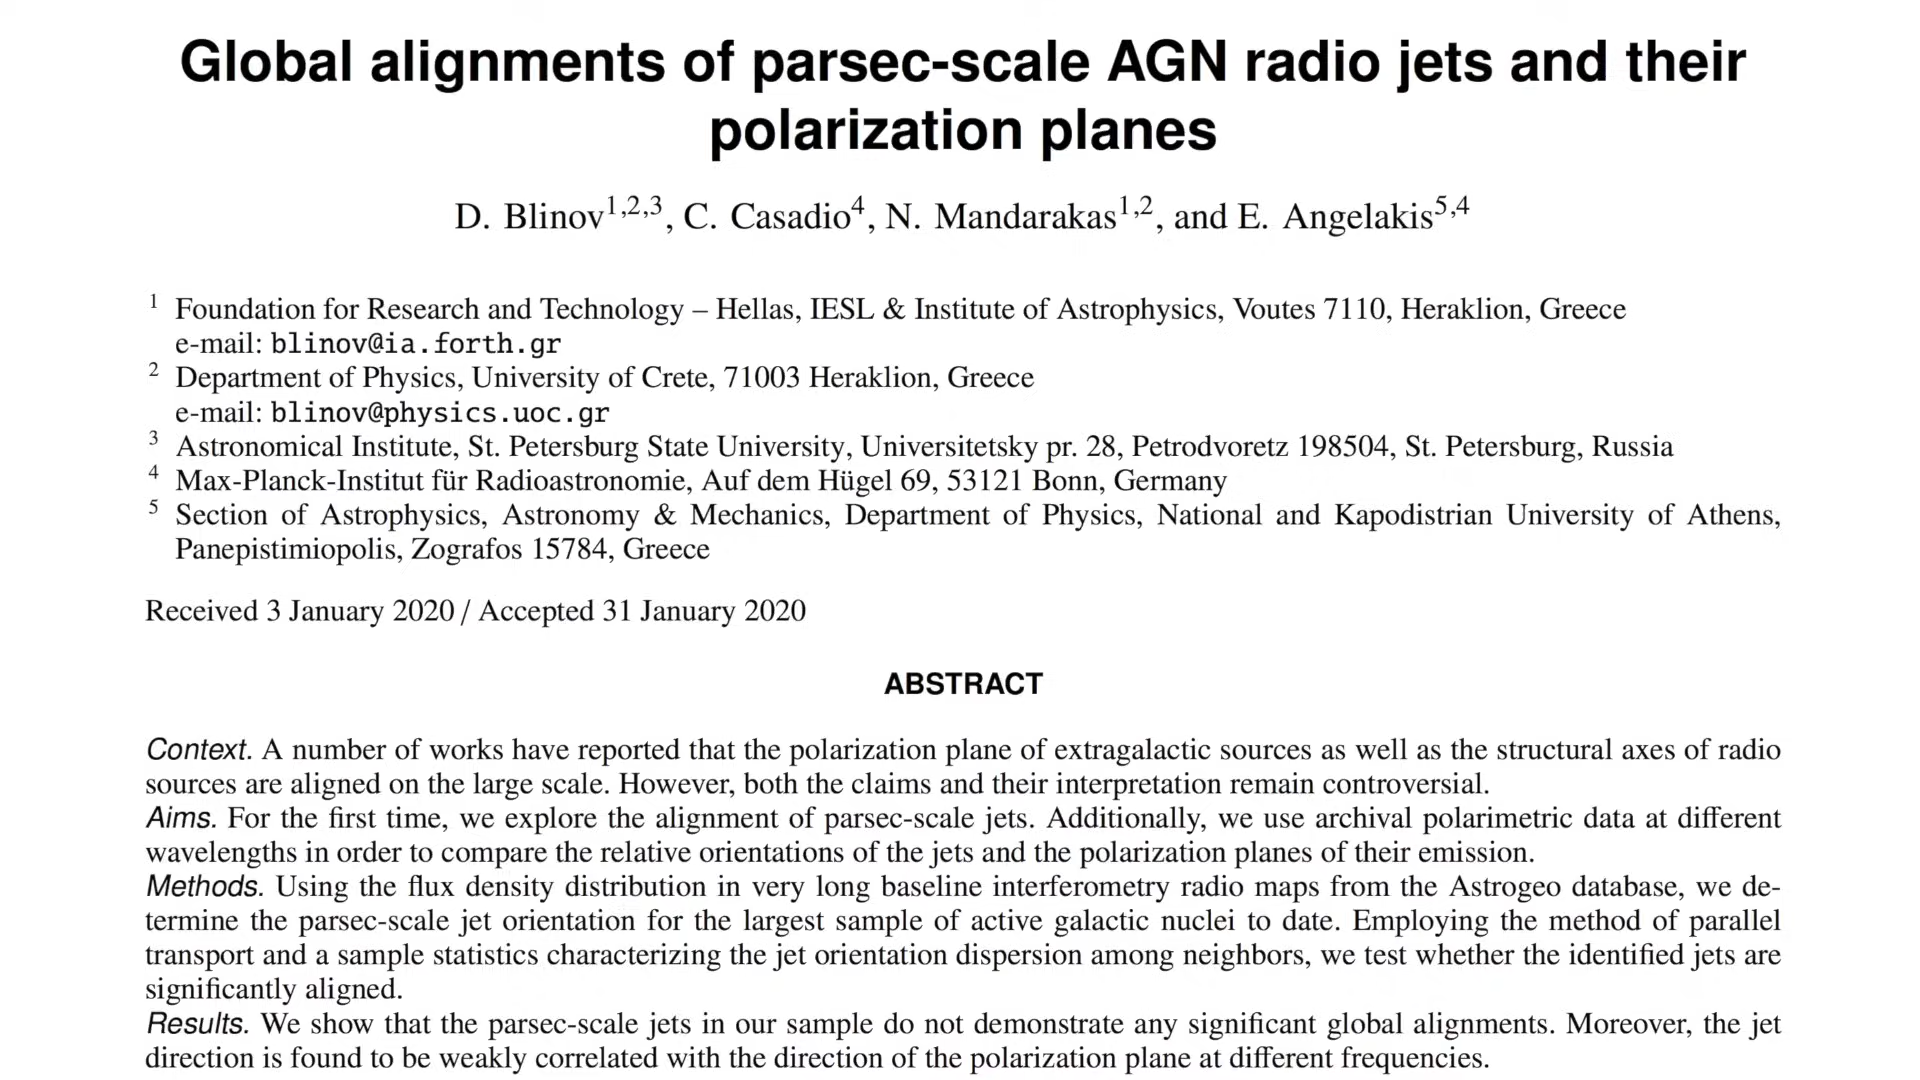 Global alignments of parsec-scale AGN radio jets and their
polarization planes
D. Blinov1,2,3, C. Casadio4, N. Mandarakas1,2, and E. Angelakis5,4
1 Foundation for Research and Technology – Hellas, IESL & Institute of Astrophysics, Voutes 7110, Heraklion, Greece
e-mail: blinov@ia.forth.gr
2 Department of Physics, University of Crete, 71003 Heraklion, Greece
e-mail: blinov@physics.uoc.gr
3 Astronomical Institute, St. Petersburg State University, Universitetsky pr. 28, Petrodvoretz 198504, St. Petersburg, Russia
4 Max-Planck-Institut für Radioastronomie, Auf dem Hügel 69, 53121 Bonn, Germany
5 Section of Astrophysics, Astronomy & Mechanics, Department of Physics, National and Kapodistrian University of Athens,
Panepistimiopolis, Zografos 15784, Greece
Received 3 January 2020 / Accepted 31 January 2020
ABSTRACT
Context. A number of works have reported that the polarization plane of extragalactic sources as well as the structural axes of radio
sources are aligned on the large scale. However, both the claims and their interpretation remain controversial.
Aims. For the first time, we explore the alignment of parsec-scale jets. Additionally, we use archival polarimetric data at different
wavelengths in order to compare the relative orientations of the jets and the polarization planes of their emission.
Methods. Using the flux density distribution in very long baseline interferometry radio maps from the Astrogeo database, we de-
termine the parsec-scale jet orientation for the largest sample of active galactic nuclei to date. Employing the method of parallel
transport and a sample statistics characterizing the jet orientation dispersion among neighbors, we test whether the identified jets are
significantly aligned.
Results. We show that the parsec-scale jets in our sample do not demonstrate any significant global alignments. Moreover, the jet
direction is found to be weakly correlated with the direction of the polarization plane at different frequencies.